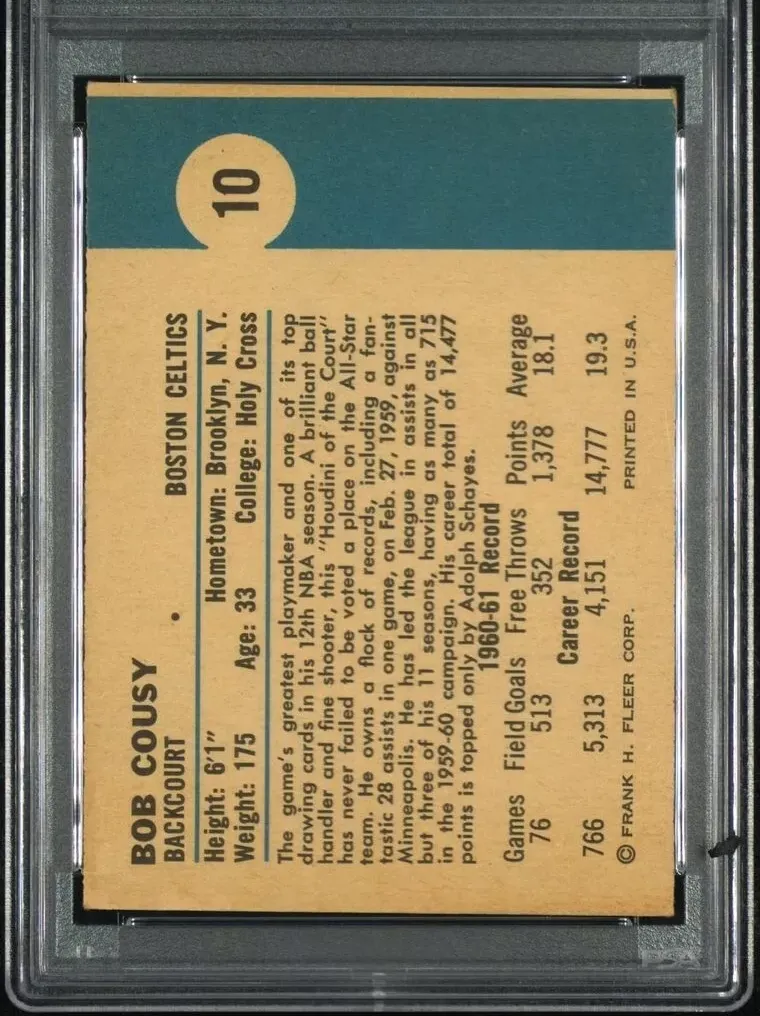 10
BOB COUSY
BACKCOURT BOSTON CELTICS
Height: 6'1" Hometown: Brooklyn, N. Y.
Weight: 175 Age: 33 College: Holy Cross
The game's greatest playmaker and one of its top
drawing cards in his 12th NBA season. A brilliant ball
handler and fine shooter, this "Houdini of the Court"
has never failed to be voted a place on the All-Star
team. He owns a flock of records, including a fan-
tastic 28 assists in one game, on Feb. 27, 1959, against
Minneapolis. He has led the league in assists in all
but three of his 11 seasons, having as many as 715
in the 1959-60 campaign. His career total of 14,477
points is topped only by Adolph Schayes.
1960-61 Record
Games Field Goals Free Throws Points Average
76 513 352 1,378 18.1
Career Record
766 5,313 4,151 14,777 19.3
© FRANK H. FLEER CORP. PRINTED IN U.S.A.